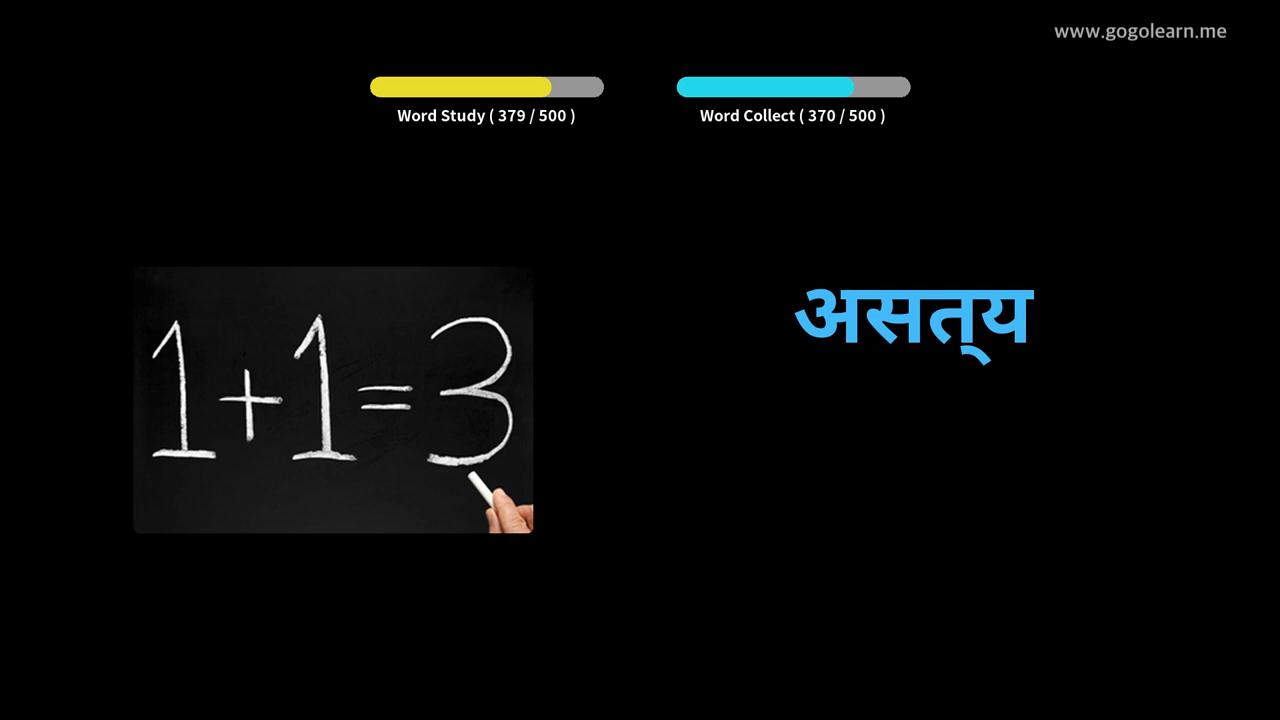 www.gogolearn.me
Word Study ( 379 / 500 )
Word Collect ( 370 / 500 )
1+1=3
असत्‌य